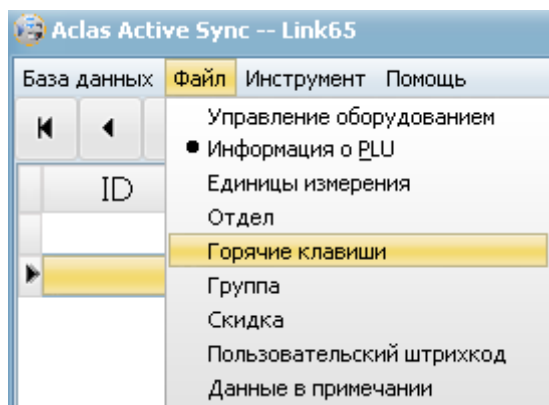 Aclas Active Sync -- Link65
База данных Файл Инструмент Помощь
Управление оборудованием
Информация о PLU
ID
Единицы измерения
Отдел
Горячие клавиши
Группа
Скидка
Пользовательский штрихкод
Данные в примечании